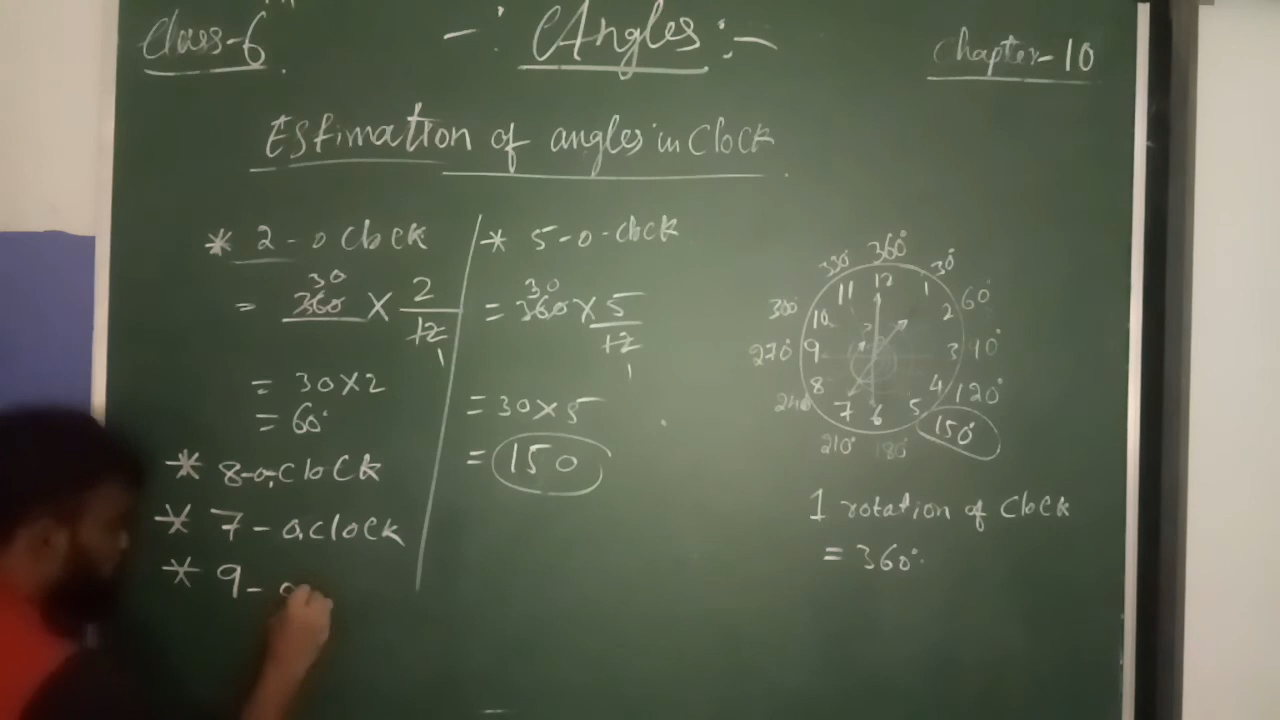 Class-6
-: Angles :-
Chapter-10
Estimation of angles in Clock
* 2-oclock
= 360 × 2/12
30
1
= 30×2
= 60°
* 8-o,clock
* 7-o,clock
* 9-o
* 5-o-clock
= 360 × 5/12
30
1
= 30×5
= 150
360°
330° 30°
12
11 1
300° 10 2 60°
270° 9 3 90°
240° 8 4 120°
7 6 5 150°
210° 180°
1 rotation of Clock
= 360°.